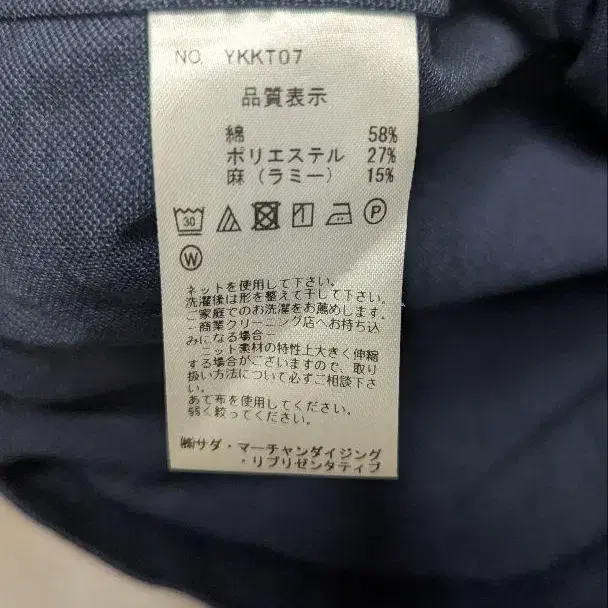 NO. YKKT07
品質表示
綿 58%
ポリエステル 27%
麻（ラミー） 15%
30 P
W
ネットを使用して下さい。
洗濯後は形を整えて干して下さい。
ご家庭でのお洗濯をお薦めします。
－商業クリーニング店へお持ち込
みになる場合－
ニット素材の特性上大きく伸縮
する場合がございますので、取り
扱い方法について必ずご相談下さ
い。
あて布を使用してください。
弱く絞ってください。
㈱サダ・マーチャンダイジング
・リプリゼンタティブ